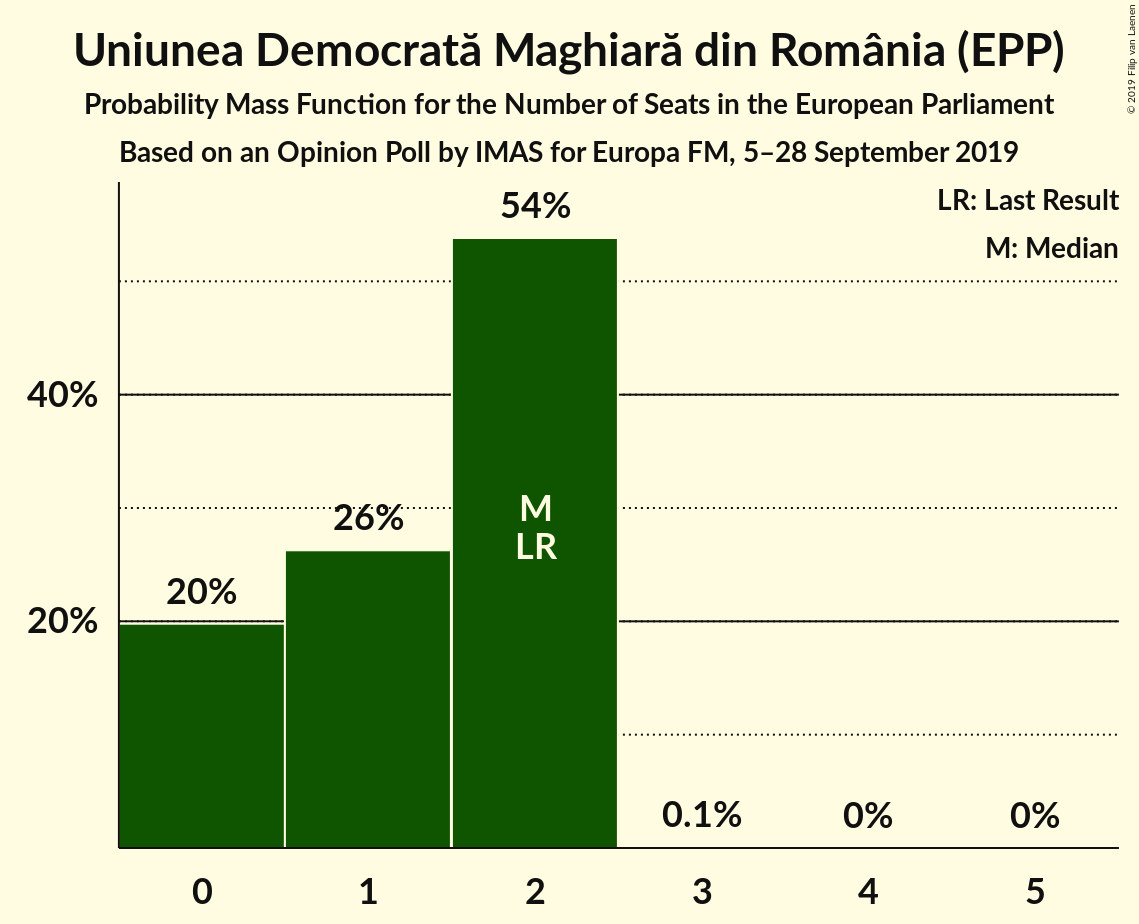 Uniunea Democrată Maghiară din România (EPP)
Probability Mass Function for the Number of Seats in the European Parliament
Based on an Opinion Poll by IMAS for Europa FM, 5–28 September 2019
© 2019 Filip van Laenen
LR: Last Result
M: Median
54%
40%
26%
M
LR
20%
20%
0.1%
0%
0%
0 1 2 3 4 5